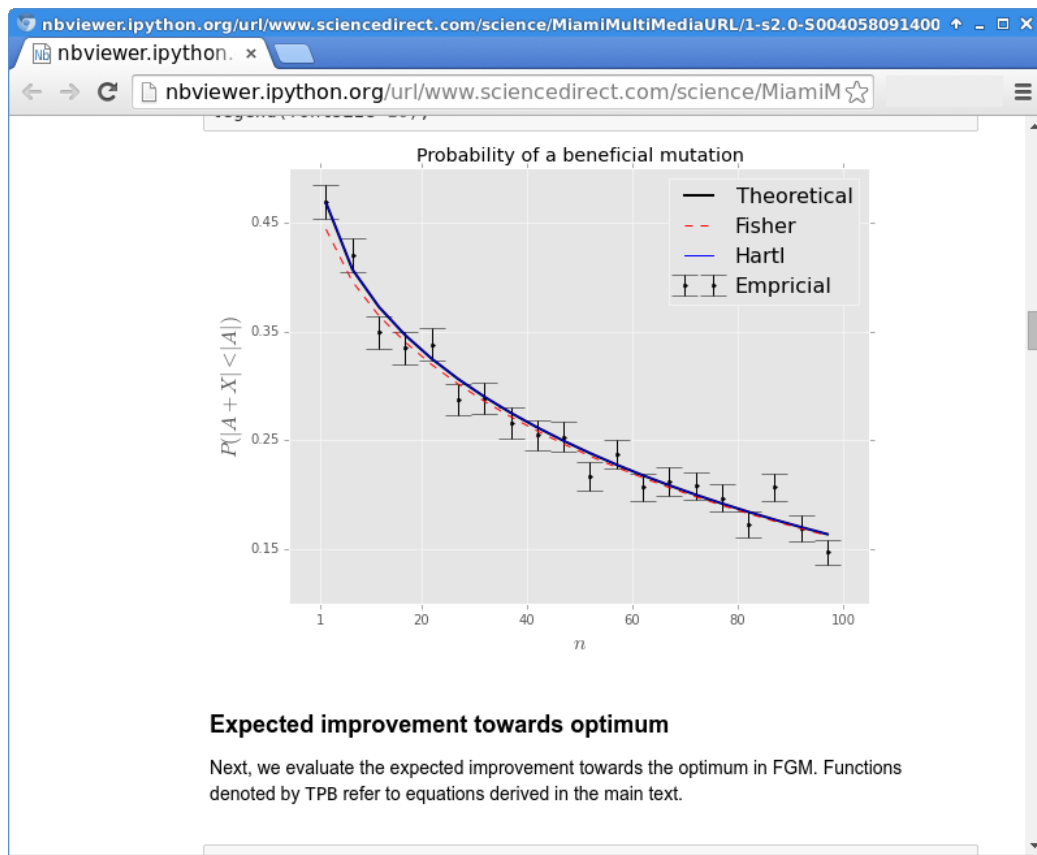 nbviewer.ipython.org/url/www.sciencedirect.com/science/MiamiMultiMediaURL/1-s2.0-S004058091400
nbviewer.ipython.
nbviewer.ipython.org/url/www.sciencedirect.com/science/MiamiM
Probability of a beneficial mutation
Theoretical
Fisher
Hartl
Empricial
0.45
0.35
0.25
0.15
P(|A + X| < |A|)
1 20 40 60 80 100
n
Expected improvement towards optimum
Next, we evaluate the expected improvement towards the optimum in FGM. Functions
denoted by TPB refer to equations derived in the main text.